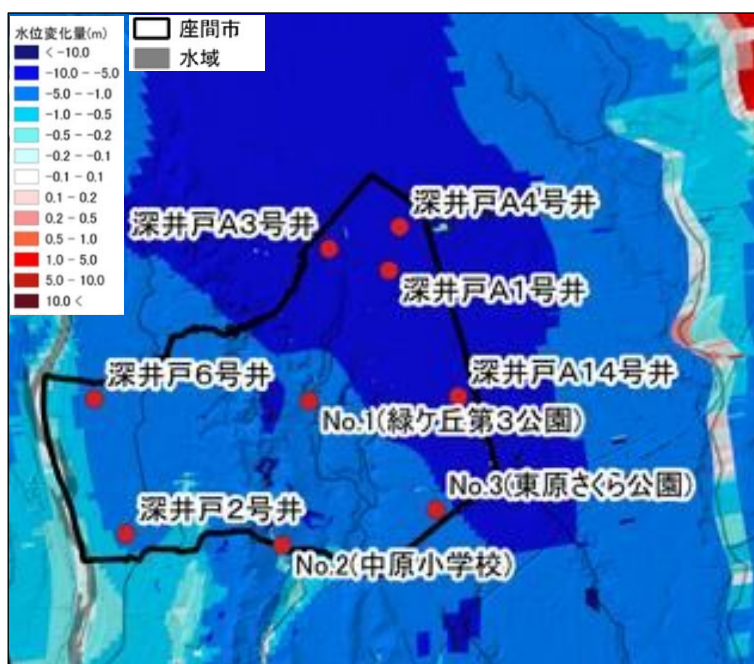 水位変化量(m)
< -10.0
-10.0 - -5.0
-5.0 - -1.0
-1.0 - -0.5
-0.5 - -0.2
-0.2 - -0.1
-0.1 - 0.1
0.1 - 0.2
0.2 - 0.5
0.5 - 1.0
1.0 - 5.0
5.0 - 10.0
10.0 <
座間市
水域
深井戸A4号井
深井戸A3号井
深井戸A1号井
深井戸6号井
深井戸A14号井
No.1(緑ケ丘第3公園)
No.3(東原さくら公園)
深井戸2号井
No.2(中原小学校)